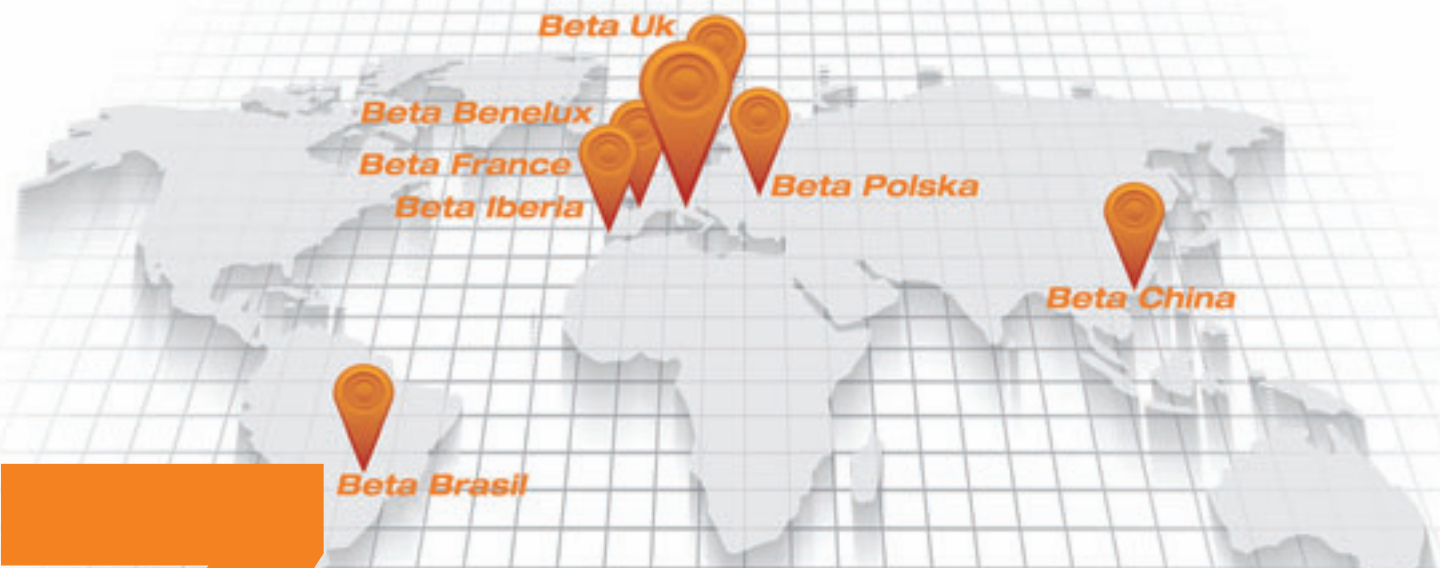 Beta Uk
Beta Benelux
Beta France
Beta Polska
Beta Iberia
Beta China
Beta Brasil